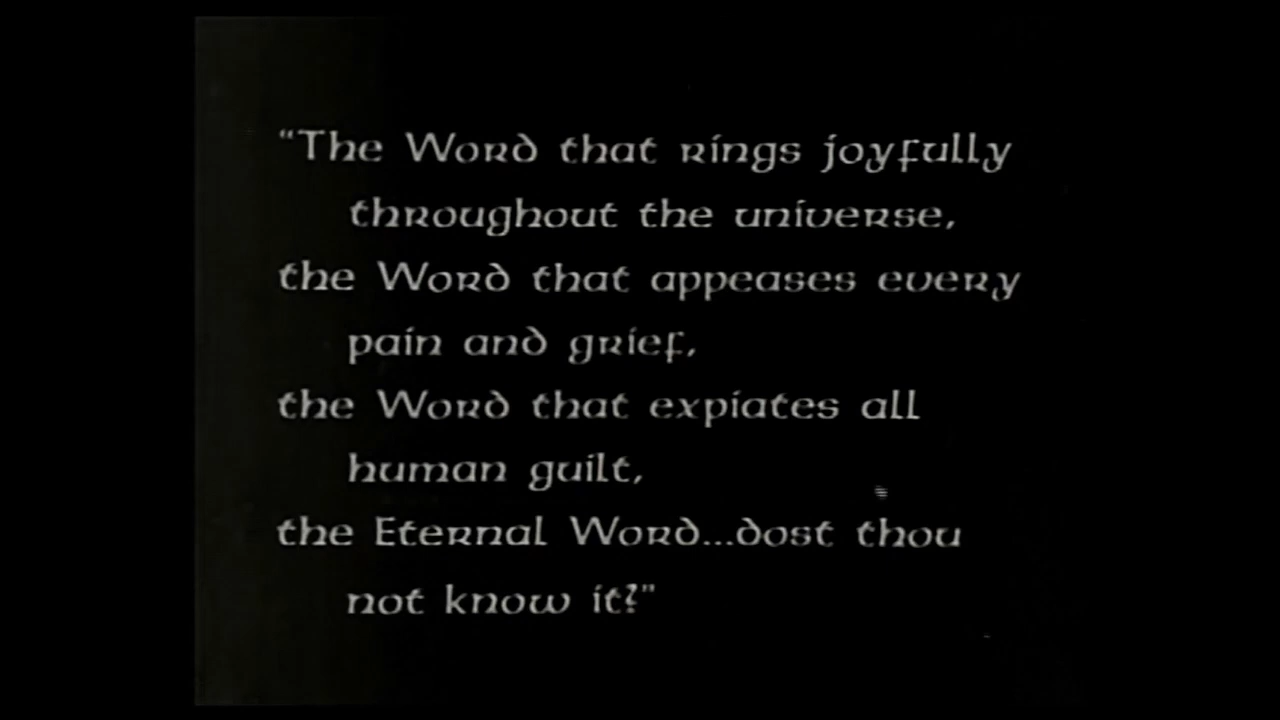 “The Word that rings joyfully
throughout the universe,
the Word that appeases every
pain and grief,
the Word that expiates all
human guilt,
the Eternal Word...dost thou
not know it?"